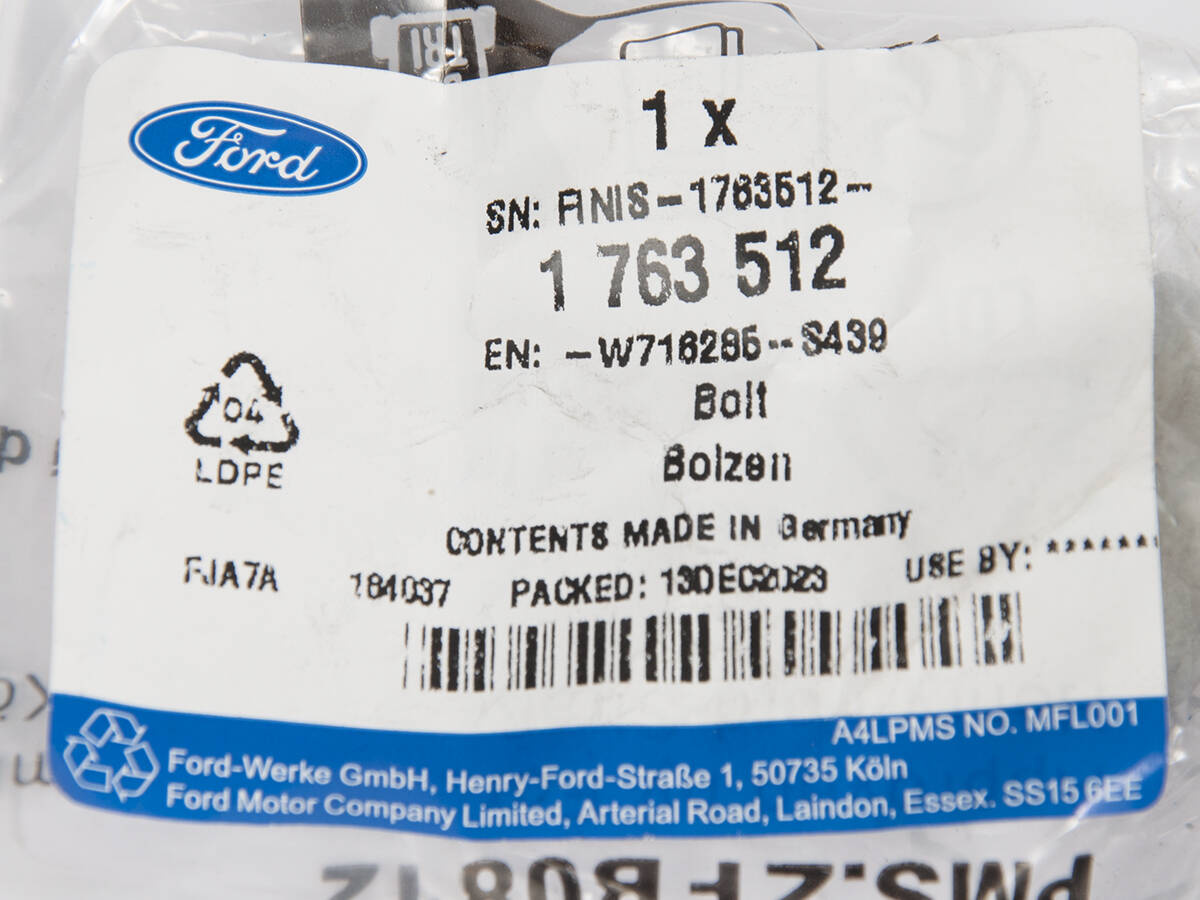 Ford
1 x
SN: FINIS-1763512-
1 763 512
EN: -W716295--S439
Bolt
Bolzen
04
LDPE
CONTENTS MADE IN Germany
FJA7A 184037 PACKED: 13DEC2023 USE BY: *******
A4LPMS NO. MFL001
Ford-Werke GmbH, Henry-Ford-Straße 1, 50735 Köln
Ford Motor Company Limited, Arterial Road, Laindon, Essex. SS15 6EE